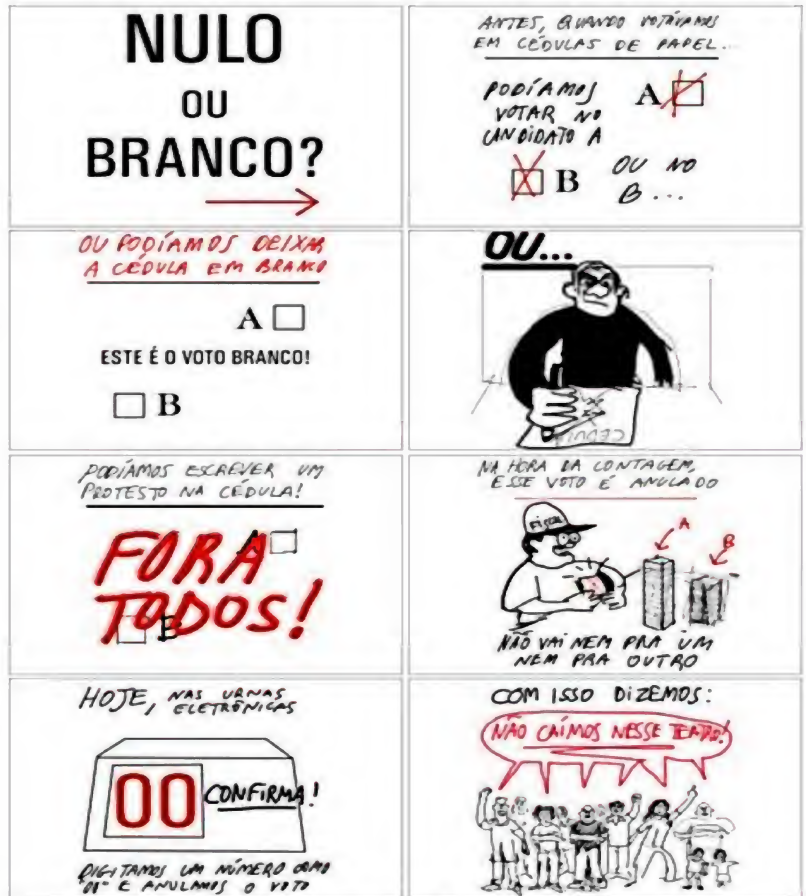 NULO
OU
BRANCO?
ANTES, QUANDO VOTÁVAMOS
EM CÉDULAS DE PAPEL...
PODÍAMOS
VOTAR NO
CANDIDATO A
A
B
OU NO
B...
OU PODÍAMOS DEIXAR
A CÉDULA EM BRANCO
A
ESTE É O VOTO BRANCO!
B
OU...
CÉDULA
PODÍAMOS ESCREVER UM
PROTESTO NA CÉDULA!
A
FORA
TODOS!
B
NA HORA DA CONTAGEM,
ESSE VOTO É ANULADO
FISCAL
A
B
NÃO VAI NEM PRA UM
NEM PRA OUTRO
HOJE, NAS URNAS
ELETRÔNICAS
00
CONFIRMA!
DIGITAMOS UM NÚMERO COMO
"00" E ANULAMOS O VOTO
COM ISSO DIZEMOS:
NÃO CAÍMOS NESSE TEATRO!